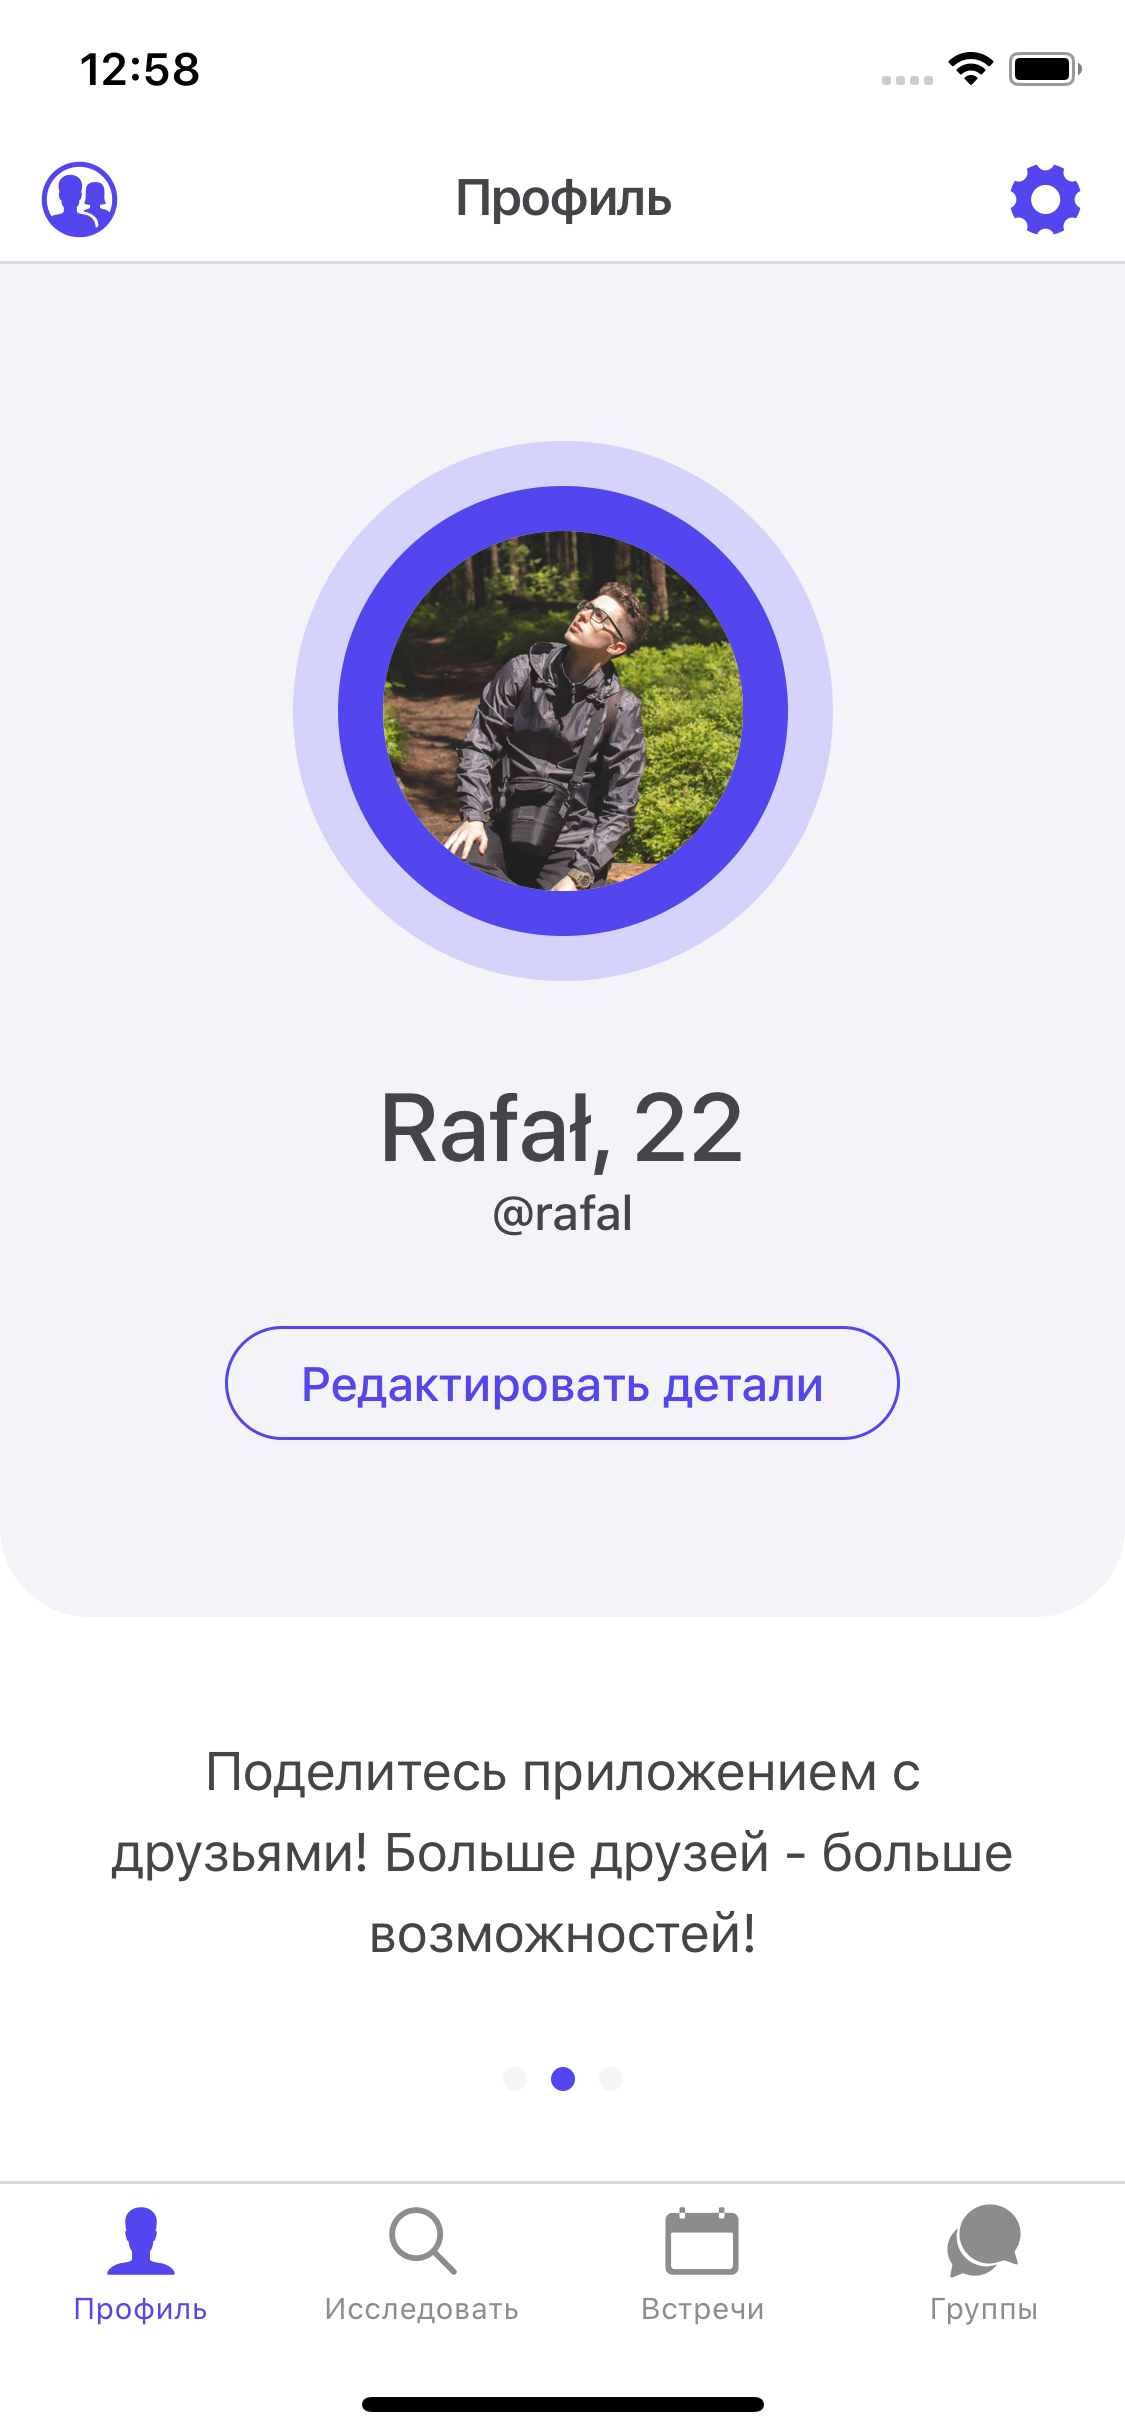 12:58
Профиль
Rafał, 22
@rafal
Редактировать детали
Поделитесь приложением с
друзьями! Больше друзей - больше
возможностей!
Профиль
Исследовать
Встречи
Группы